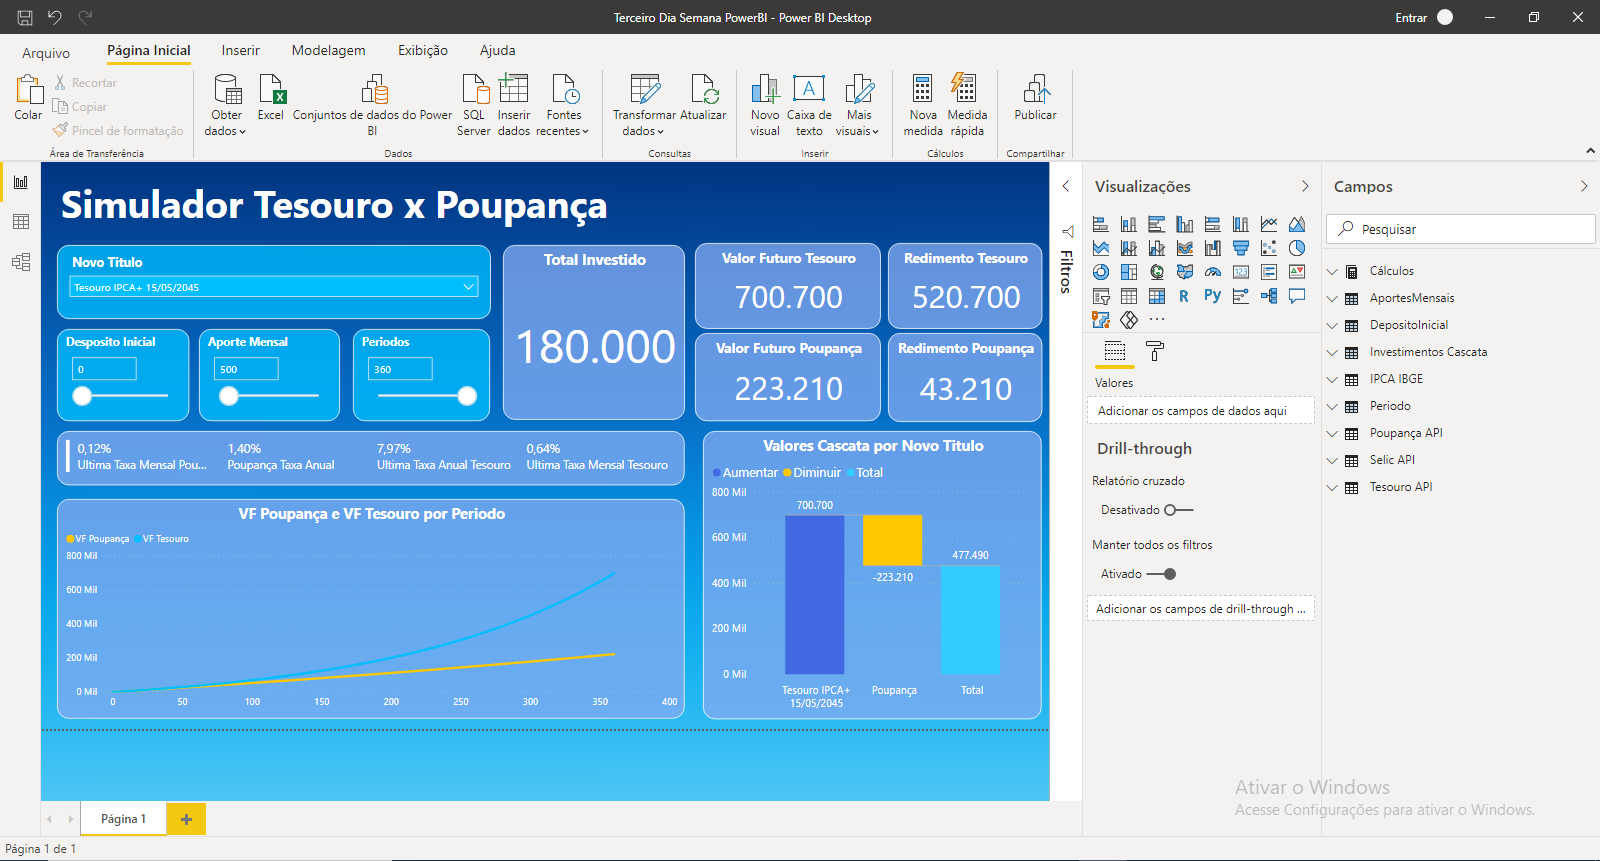 Terceiro Dia Semana PowerBI - Power BI Desktop
Entrar
Arquivo
Página Inicial
Inserir
Modelagem
Exibição
Ajuda
Colar
Recortar
Copiar
Pincel de formatação
Área de Transferência
Obter
dados
Excel
Conjuntos de dados do Power
BI
SQL
Server
Inserir
dados
Fontes
recentes
Dados
Transformar
dados
Atualizar
Consultas
Novo
visual
Caixa de
texto
Mais
visuais
Inserir
Nova
medida
Medida
rápida
Cálculos
Publicar
Compartilhar
Simulador Tesouro x Poupança
Novo Titulo
Tesouro IPCA+ 15/05/2045
Desposito Inicial
0
Aporte Mensal
500
Periodos
360
Total Investido
180.000
Valor Futuro Tesouro
700.700
Redimento Tesouro
520.700
Valor Futuro Poupança
223.210
Redimento Poupança
43.210
0,12%
Ultima Taxa Mensal Pou...
1,40%
Poupança Taxa Anual
7,97%
Ultima Taxa Anual Tesouro
0,64%
Ultima Taxa Mensal Tesouro
VF Poupança e VF Tesouro por Periodo
VF Poupança VF Tesouro
800 Mil
600 Mil
400 Mil
200 Mil
0 Mil
0 50 100 150 200 250 300 350 400
Valores Cascata por Novo Titulo
Aumentar Diminuir Total
800 Mil
600 Mil
400 Mil
200 Mil
0 Mil
700.700
-223.210
477.490
Tesouro IPCA+
15/05/2045
Poupança
Total
Filtros
Visualizações
R
Py
123
Valores
Adicionar os campos de dados aqui
Drill-through
Relatório cruzado
Desativado
Manter todos os filtros
Ativado
Adicionar os campos de drill-through ...
Campos
Pesquisar
Cálculos
AportesMensais
DepositoInicial
Investimentos Cascata
IPCA IBGE
Periodo
Poupança API
Selic API
Tesouro API
Ativar o Windows
Acesse Configurações para ativar o Windows.
Página 1
Página 1 de 1